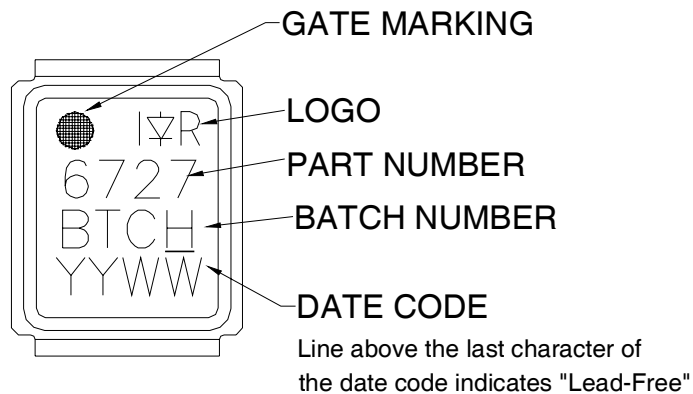 GATE MARKING
I R
LOGO
6727
PART NUMBER
BTCH
BATCH NUMBER
YYWW
DATE CODE
Line above the last character of
the date code indicates "Lead-Free"